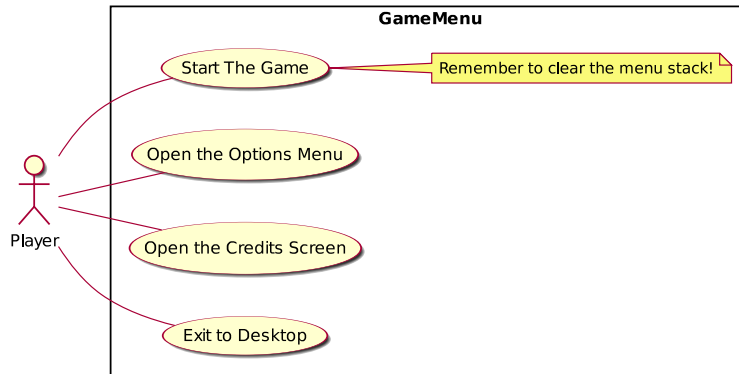 GameMenu
Start The Game
Remember to clear the menu stack!
Open the Options Menu
Open the Credits Screen
Player
Exit to Desktop